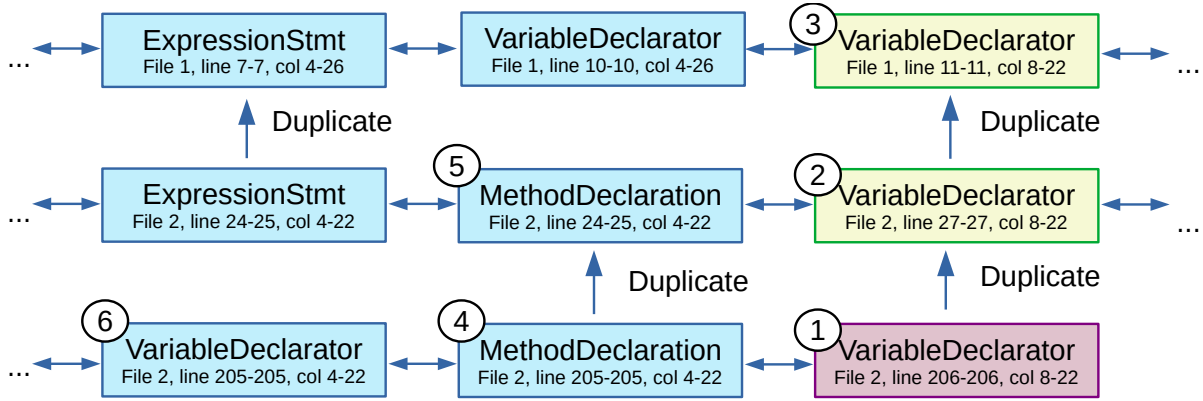 3
ExpressionStmt
File 1, line 7-7, col 4-26
VariableDeclarator
File 1, line 10-10, col 4-26
VariableDeclarator
File 1, line 11-11, col 8-22
...
...
Duplicate
Duplicate
5
2
ExpressionStmt
File 2, line 24-25, col 4-22
MethodDeclaration
File 2, line 24-25, col 4-22
VariableDeclarator
File 2, line 27-27, col 8-22
...
...
Duplicate
Duplicate
6
4
1
VariableDeclarator
File 2, line 205-205, col 4-22
MethodDeclaration
File 2, line 205-205, col 4-22
VariableDeclarator
File 2, line 206-206, col 8-22
...